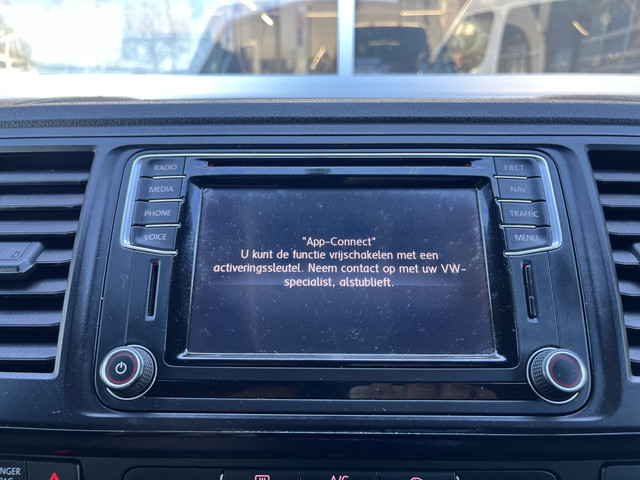 RADIO
MEDIA
PHONE
VOICE
EJECT
NAV
TRAFFIC
MENU
"App-Connect"
U kunt de functie vrijschakelen met een
activeringssleutel. Neem contact op met uw VW-
specialist, alstublieft.
A/C